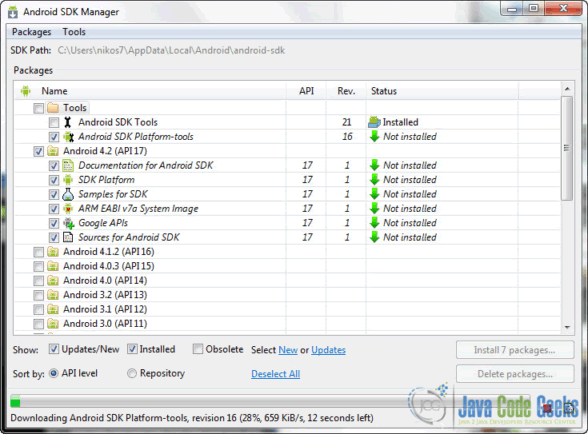 Android SDK Manager
Packages Tools
SDK Path: C:\Users\nikos7\AppData\Local\Android\android-sdk
Packages
Name API Rev. Status
Tools
Android SDK Tools 21 Installed
Android SDK Platform-tools 16 Not installed
Android 4.2 (API 17)
Documentation for Android SDK 17 1 Not installed
SDK Platform 17 1 Not installed
Samples for SDK 17 1 Not installed
ARM EABI v7a System Image 17 1 Not installed
Google APIs 17 1 Not installed
Sources for Android SDK 17 1 Not installed
Android 4.1.2 (API 16)
Android 4.0.3 (API 15)
Android 4.0 (API 14)
Android 3.2 (API 13)
Android 3.1 (API 12)
Android 3.0 (API 11)
Show: Updates/New Installed Obsolete Select New or Updates Install 7 packages...
Sort by: API level Repository Deselect All Delete packages...
Downloading Android SDK Platform-tools, revision 16 (28%, 659 KiB/s, 12 seconds left)
jcg
Java Code Geeks
Java 2 Java Developers Resource Center